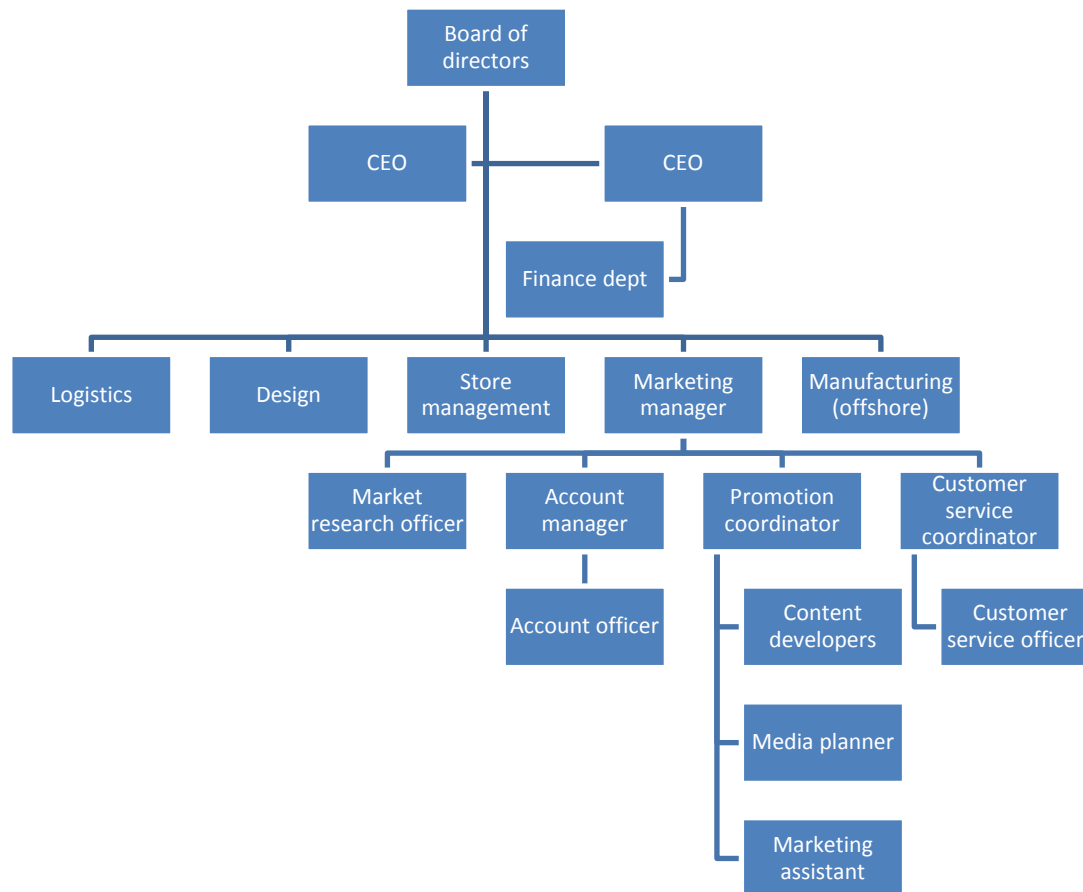 Board of
directors
CEO
CEO
Finance dept
Logistics
Design
Store
management
Marketing
manager
Manufacturing
(offshore)
Market
research officer
Account
manager
Promotion
coordinator
Customer
service
coordinator
Account officer
Content
developers
Customer
service officer
Media planner
Marketing
assistant